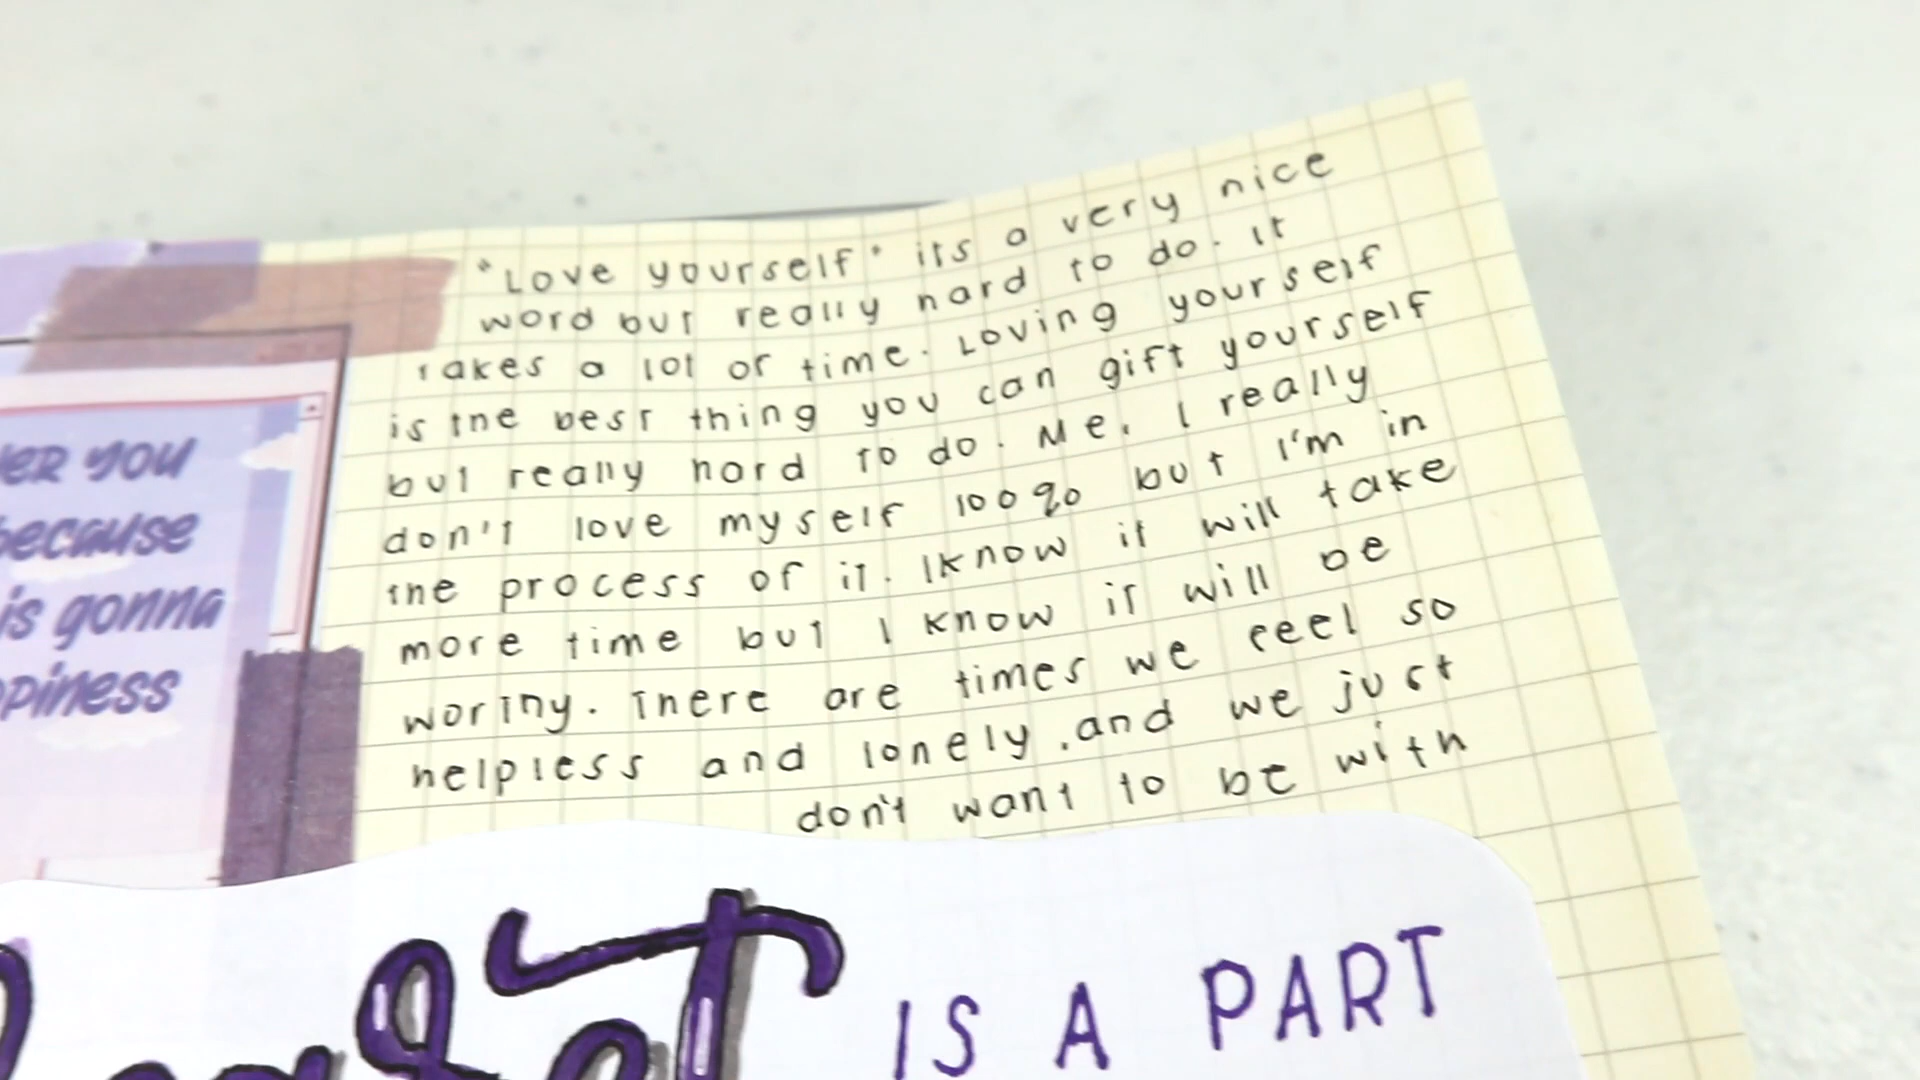 "Love yourself" its a very nice
word but really hard to do. It
takes a lot of time. Loving yourself
is the best thing you can gift yourself
but really hard to do. Me, I really
don't love myself 100% but I'm in
the process of it. I know it will take
more time but I know it will be
worthy. There are times we feel so
helpless and lonely, and we just
don't want to be with
YOU
because
is gonna
IS A PART